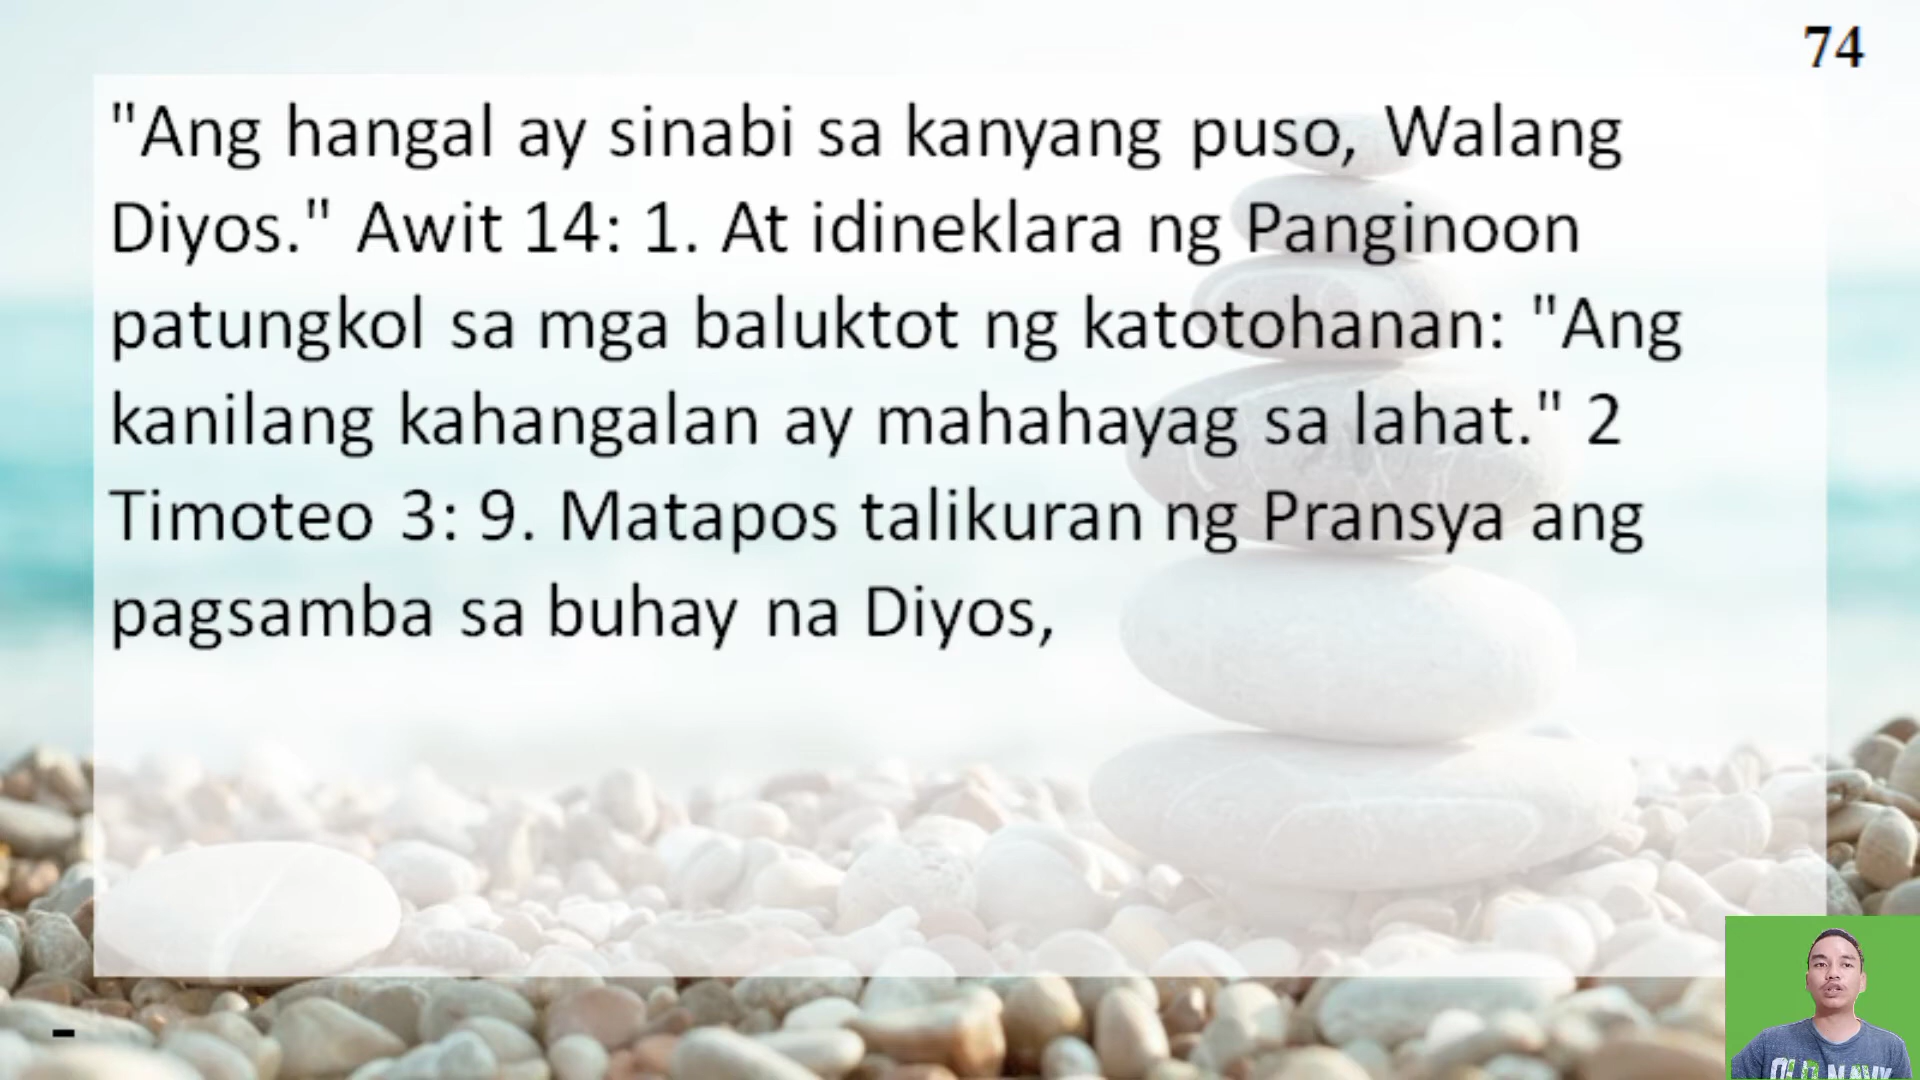 74
"Ang hangal ay sinabi sa kanyang puso, Walang
Diyos." Awit 14: 1. At idineklara ng Panginoon
patungkol sa mga baluktot ng katotohanan: "Ang
kanilang kahangalan ay mahahayag sa lahat." 2
Timoteo 3: 9. Matapos talikuran ng Pransya ang
pagsamba sa buhay na Diyos,
-
OLD NAVY